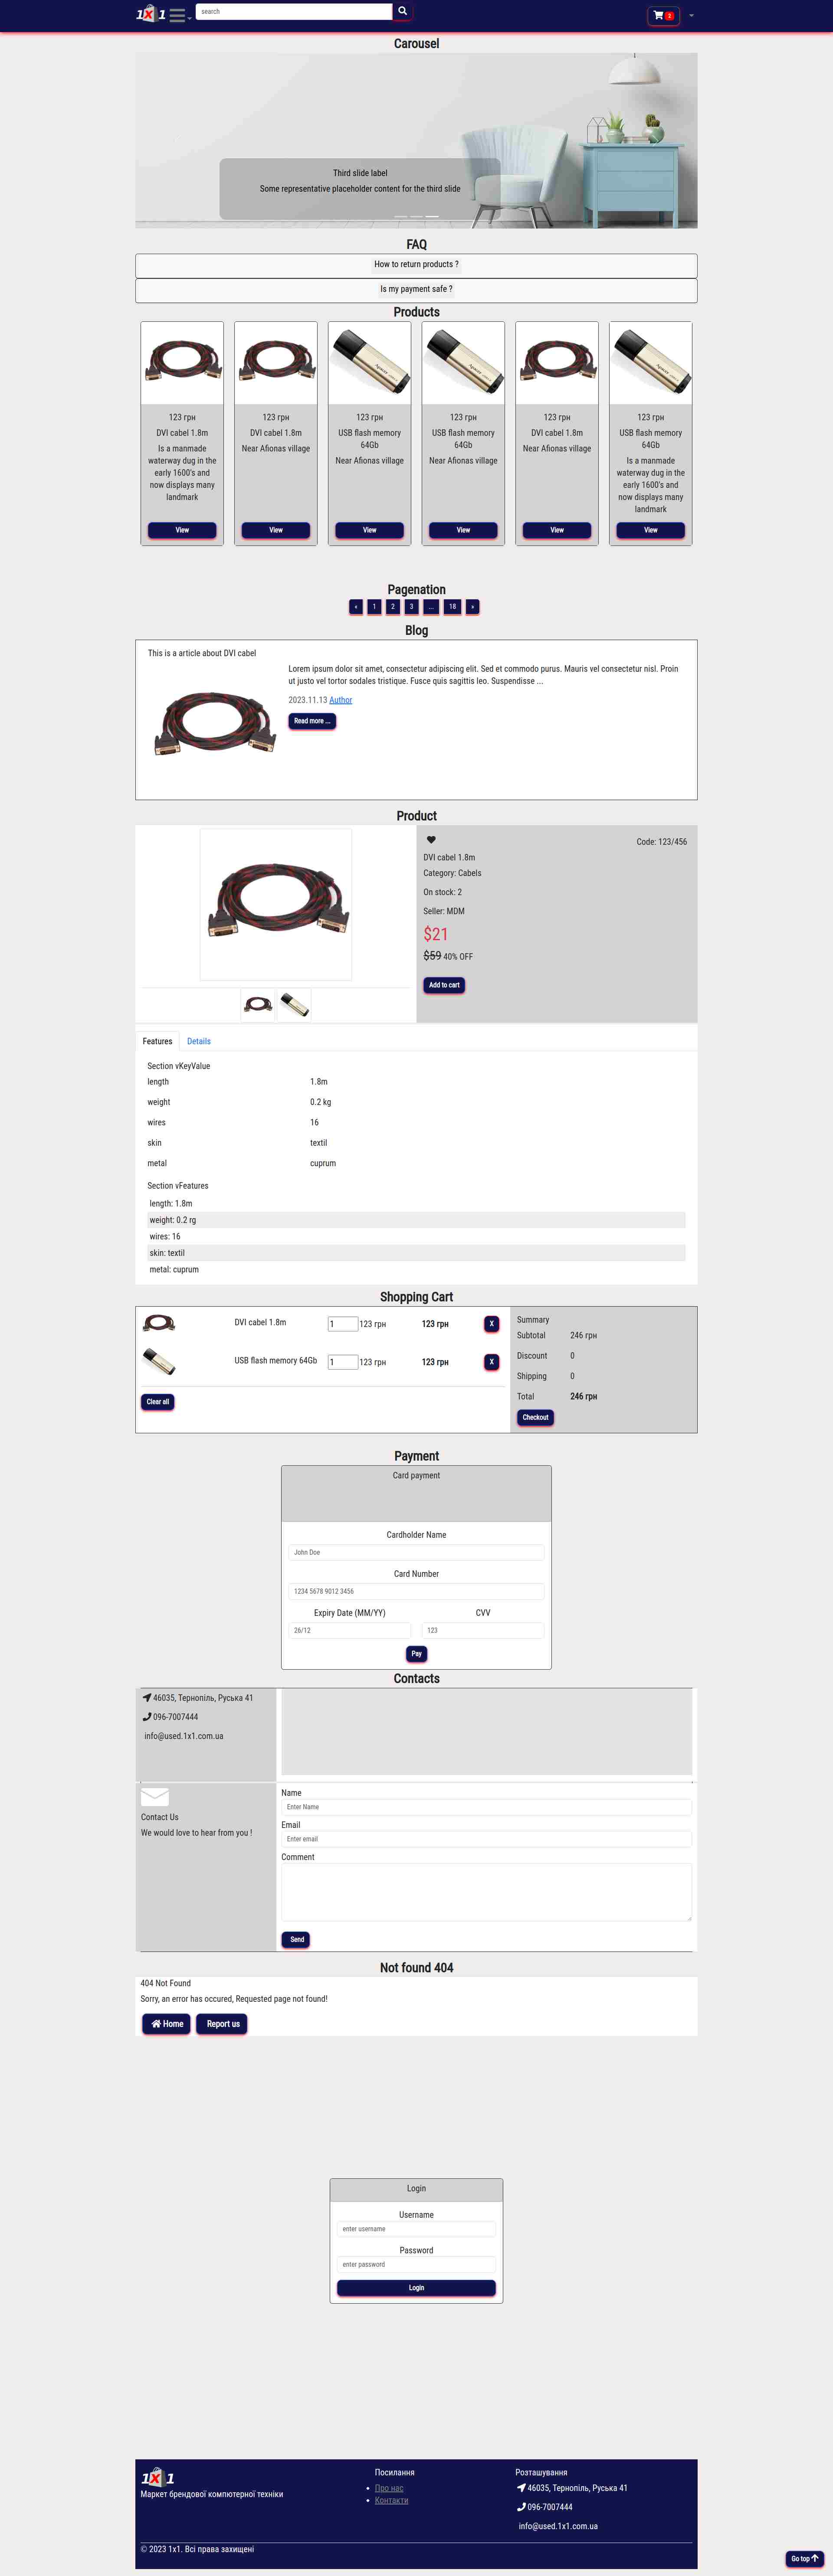 1X1
search
3
Carousel
Third slide label
Some representative placeholder content for the third slide
FAQ
How to return products ?
Is my payment safe ?
Products
123 грн
DVI cabel 1.8m
Is a manmade
waterway dug in the
early 1600's and
now displays many
landmark
View
123 грн
DVI cabel 1.8m
Near Afionas village
View
123 грн
USB flash memory
64Gb
Near Afionas village
View
123 грн
USB flash memory
64Gb
Near Afionas village
View
123 грн
DVI cabel 1.8m
Near Afionas village
View
123 грн
USB flash memory
64Gb
Is a manmade
waterway dug in the
early 1600's and
now displays many
landmark
View
Pagenation
« 1 2 3 ... 18 »
Blog
This is a article about DVI cabel
Lorem ipsum dolor sit amet, consectetur adipiscing elit. Sed et commodo purus. Mauris vel consectetur nisl. Proin
ut justo vel tortor sodales tristique. Fusce quis sagittis leo. Suspendisse ...
2023.11.13 Author
Read more ...
Product
Code: 123/456
DVI cabel 1.8m
Category: Cabels
On stock: 2
Seller: MDM
$21
$59 40% OFF
Add to cart
Features Details
Section vKeyValue
length 1.8m
weight 0.2 kg
wires 16
skin textil
metal cuprum
Section vFeatures
length: 1.8m
weight: 0.2 rg
wires: 16
skin: textil
metal: cuprum
Shopping Cart
DVI cabel 1.8m 1 123 грн 123 грн X
USB flash memory 64Gb 1 123 грн 123 грн X
Clear all
Summary
Subtotal 246 грн
Discount 0
Shipping 0
Total 246 грн
Checkout
Payment
Card payment
Cardholder Name
John Doe
Card Number
1234 5678 9012 3456
Expiry Date (MM/YY) CVV
26/12 123
Pay
Contacts
46035, Тернопіль, Руська 41
096-7007444
info@used.1x1.com.ua
Contact Us
We would love to hear from you !
Name
Enter Name
Email
Enter email
Comment
Send
Not found 404
404 Not Found
Sorry, an error has occured, Requested page not found!
Home Report us
Login
Username
enter username
Password
enter password
Login
1X1
Маркет брендової компьютерної техніки
Посилання
Про нас
Контакти
Розташування
46035, Тернопіль, Руська 41
096-7007444
info@used.1x1.com.ua
© 2023 1x1. Всі права захищені
Go top